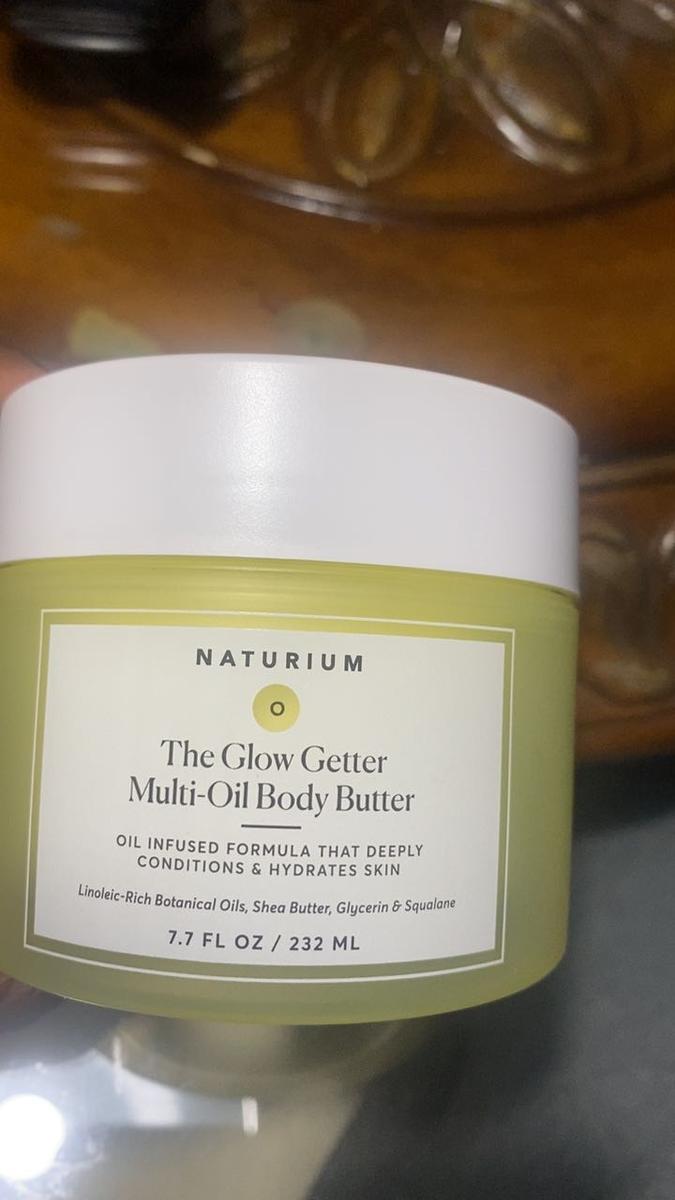 NATURIUM
O
The Glow Getter
Multi-Oil Body Butter
OIL INFUSED FORMULA THAT DEEPLY
CONDITIONS & HYDRATES SKIN
Linoleic-Rich Botanical Oils, Shea Butter, Glycerin & Squalane
7.7 FL OZ / 232 ML